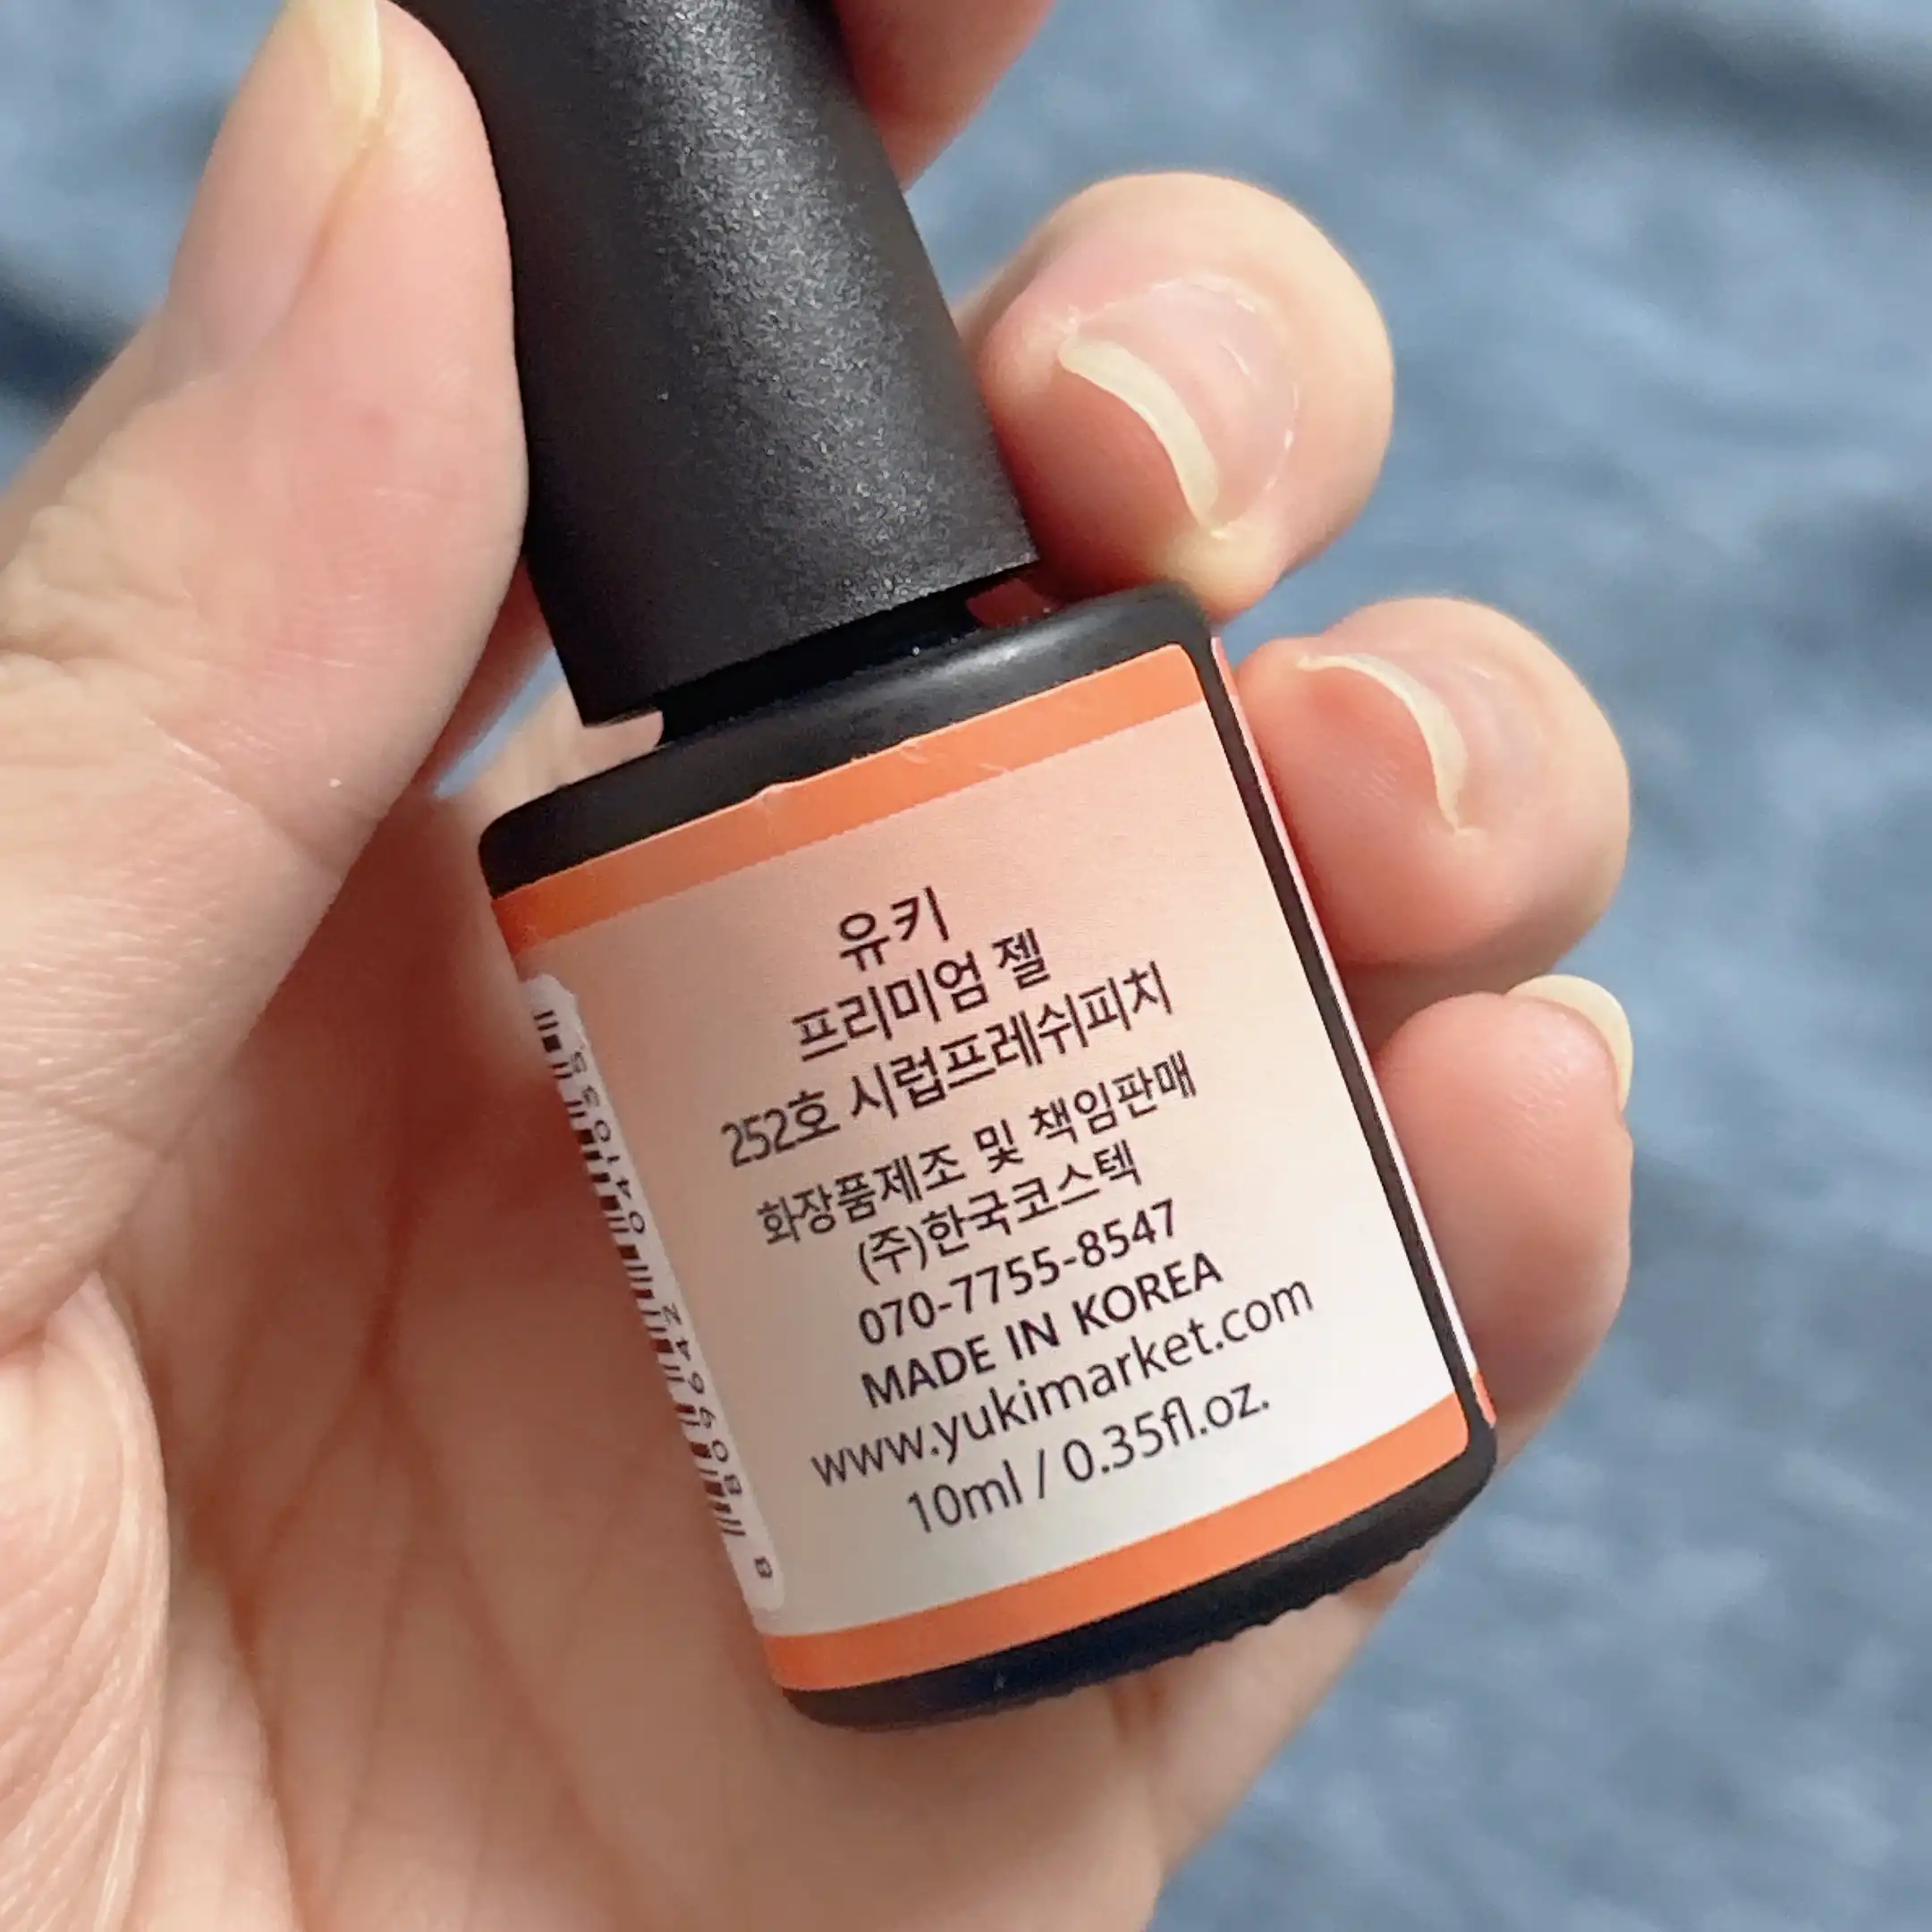 유키
프리미엄 젤
252호 시럽프레쉬피치
화장품제조 및 책임판매
(주)한국코스텍
070-7755-8547
MADE IN KOREA
www.yukimarket.com
10ml / 0.35fl.oz.